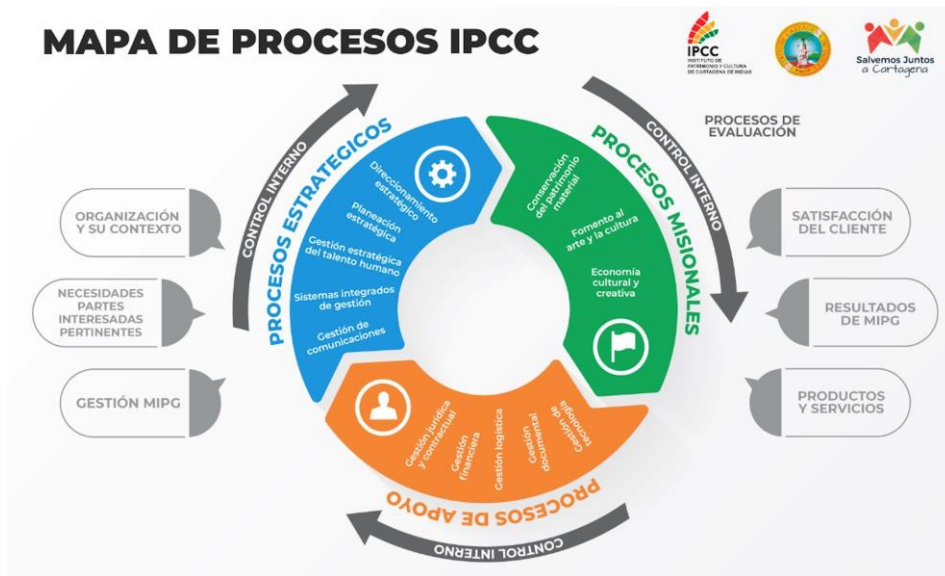 MAPA DE PROCESOS IPCC
IPCC
INSTITUTO DE
PATRIMONIO Y CULTURA
DE CARTAGENA DE INDIAS
Salvemos Juntos
a Cartagena
PROCESOS DE
EVALUACIÓN
CONTROL INTERNO
CONTROL INTERNO
PROCESOS ESTRATEGICOS
Direccionamiento
estratégico
Planeación
estratégica
Gestión estratégica
del talento humano
Sistemas integrados
de gestión
Gestión de
comunicaciones
PROCESOS MISIONALES
Conservación
del patrimonio
material
Fomento al
arte y la cultura
Economía
cultural y
creativa
ORGANIZACIÓN
Y SU CONTEXTO
NECESIDADES
PARTES
INTERESADAS
PERTINENTES
GESTIÓN MIPG
SATISFACCIÓN
DEL CLIENTE
RESULTADOS
DE MIPG
PRODUCTOS
Y SERVICIOS
Gestión jurídica
y contractual
Gestión
financiera
Gestión logística
Gestión
documental
Gestión de
tecnología
PROCESOS DE APOYO
CONTROL INTERNO